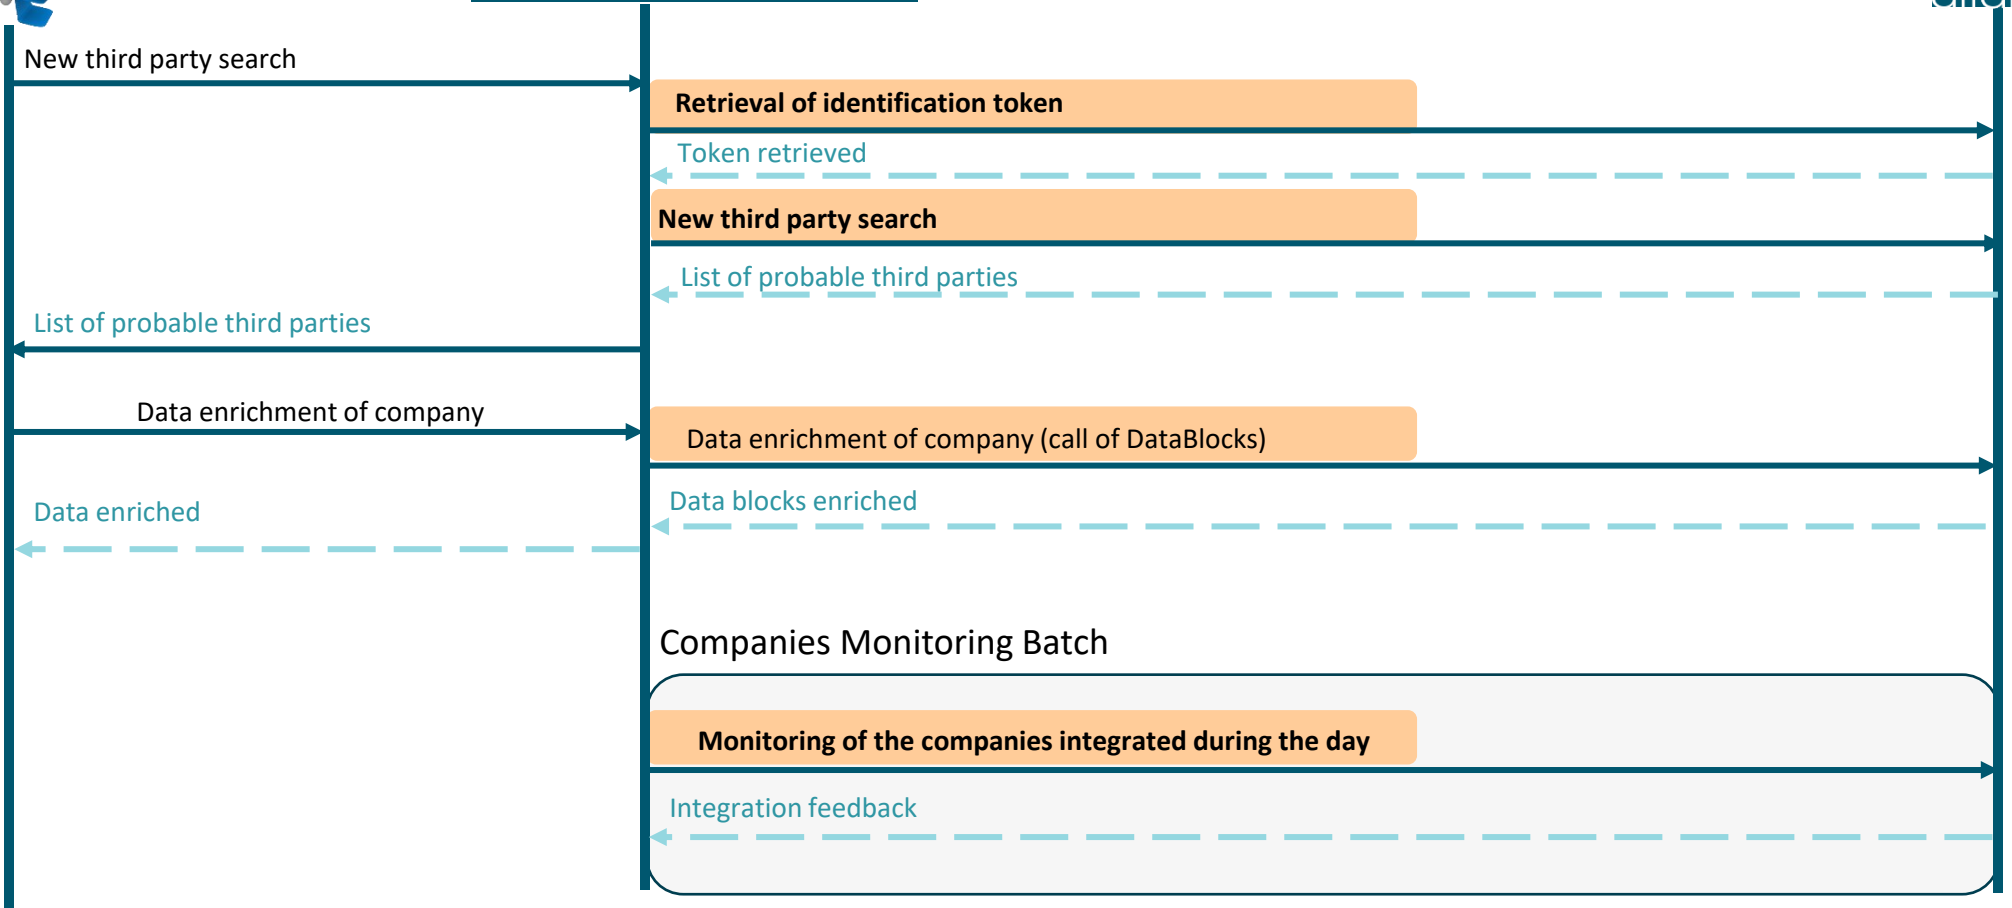 New third party search
Retrieval of identification token
Token retrieved
New third party search
List of probable third parties
List of probable third parties
Data enrichment of company
Data enrichment of company (call of DataBlocks)
Data blocks enriched
Data enriched
Companies Monitoring Batch
Monitoring of the companies integrated during the day
Integration feedback